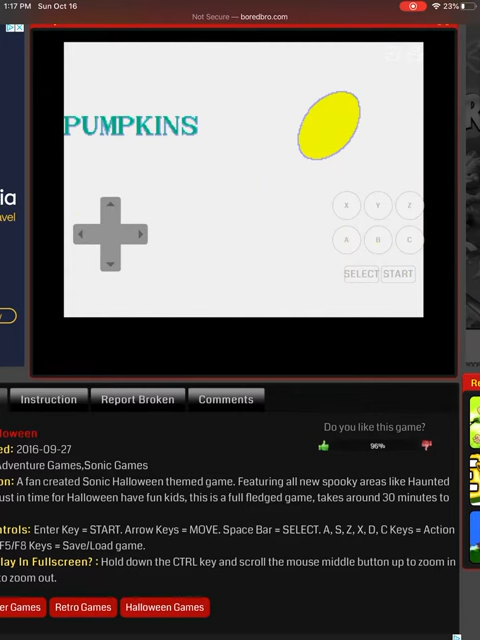 1:17 PM Sun Oct 16
23%
Not Secure — boredbro.com
PUMPKINS
X Y Z
A B C
SELECT START
ia
avel
Instruction
Report Broken
Comments
Do you like this game?
96%
loween
ed: 2016-09-27
Adventure Games,Sonic Games
on: A fan created Sonic Halloween themed game. Featuring all new spooky areas like Haunted
ust in time for Halloween have fun kids, this is a full fledged game, takes around 30 minutes to
ntrols: Enter Key = START. Arrow Keys = MOVE. Space Bar = SELECT. A, S, Z, X, D, C Keys = Action
F5/F8 Keys = Save/Load game.
lay In Fullscreen? : Hold down the CTRL key and scroll the mouse middle button up to zoom in
to zoom out.
er Games
Retro Games
Halloween Games
Re